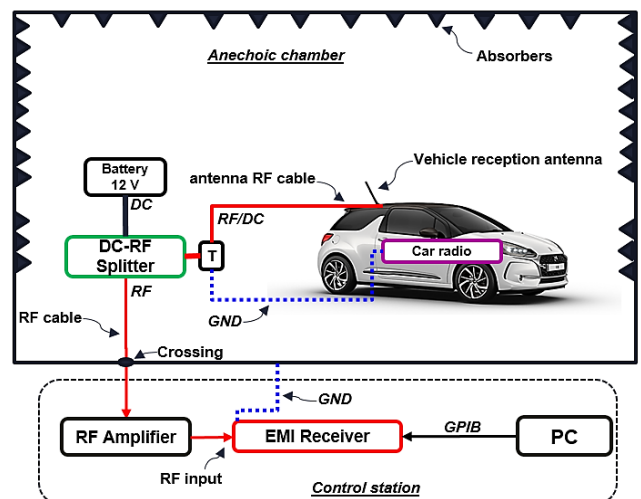 Anechoic chamber
Absorbers
Vehicle reception antenna
Battery
12 V
antenna RF cable
DC
RF/DC
DC-RF
Splitter
T
Car radio
RF
GND
RF cable
Crossing
GND
RF Amplifier
EMI Receiver
GPIB
PC
RF input
Control station